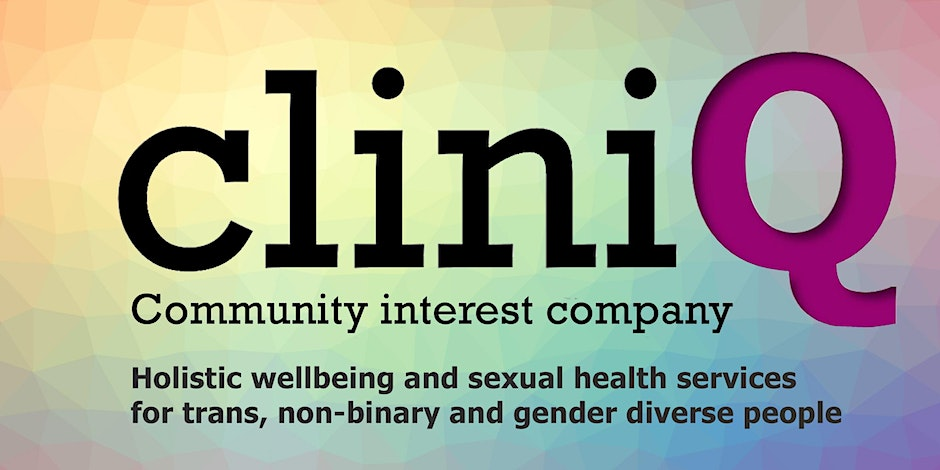 cliniQ
Community interest company
Holistic wellbeing and sexual health services
for trans, non-binary and gender diverse people